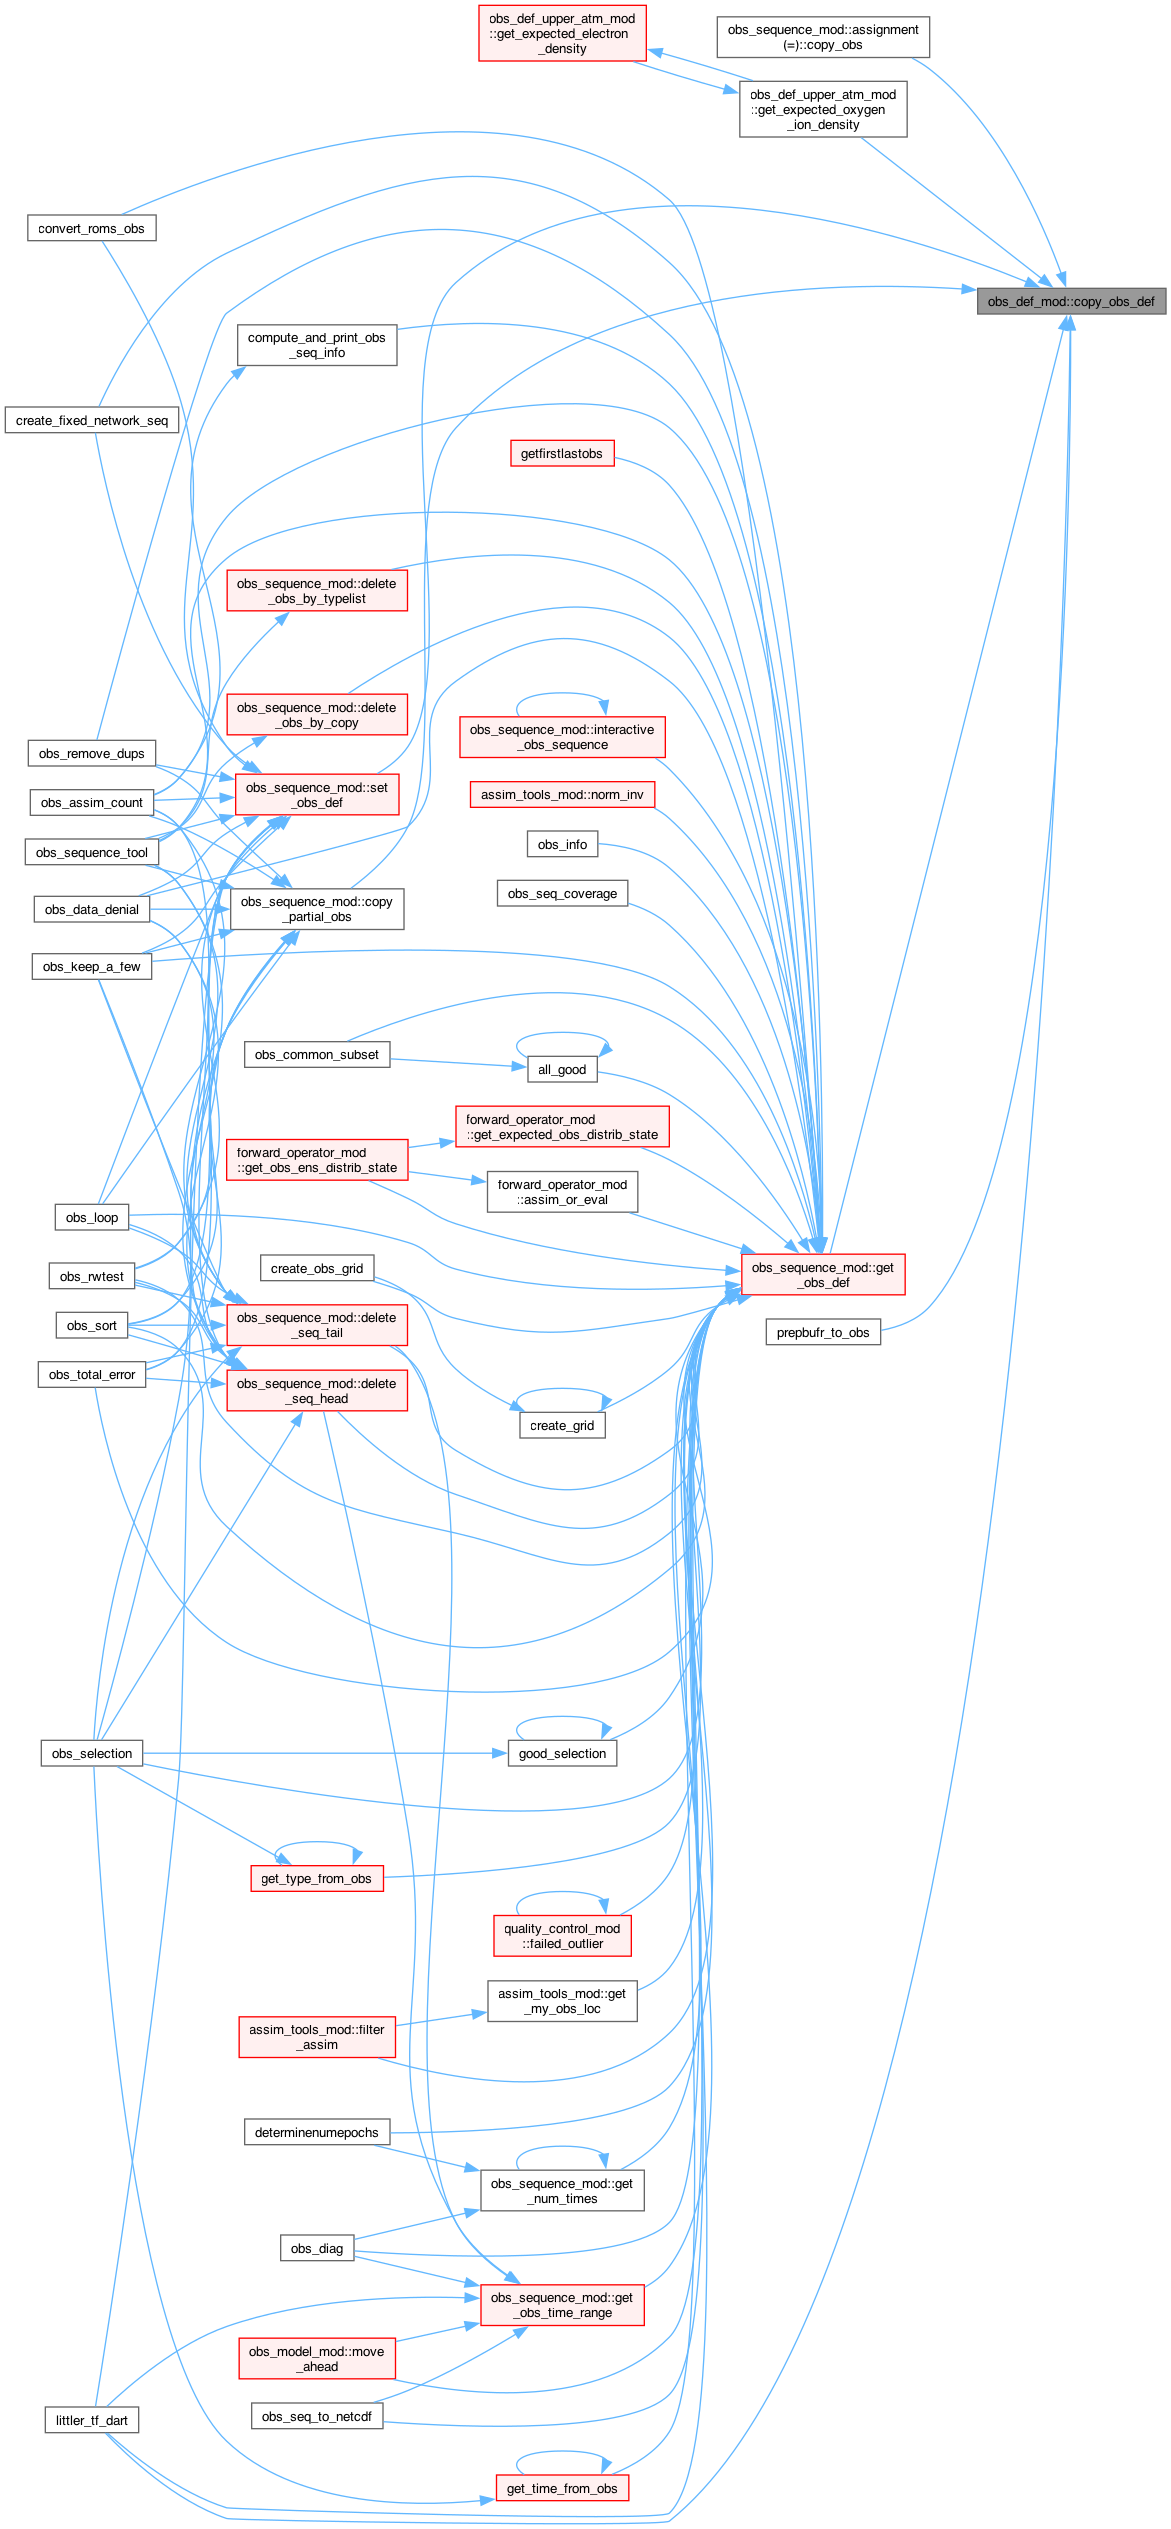 obs_def_upper_atm_mod
::get_expected_electron
_density
obs_sequence_mod::assignment
(=)::copy_obs
obs_def_upper_atm_mod
::get_expected_oxygen
_ion_density
convert_roms_obs
obs_def_mod::copy_obs_def
compute_and_print_obs
_seq_info
create_fixed_network_seq
getfirstlastobs
obs_sequence_mod::delete
_obs_by_typelist
obs_sequence_mod::delete
_obs_by_copy
obs_sequence_mod::interactive
_obs_sequence
obs_remove_dups
obs_sequence_mod::set
_obs_def
assim_tools_mod::norm_inv
obs_assim_count
obs_info
obs_sequence_tool
obs_seq_coverage
obs_data_denial
obs_sequence_mod::copy
_partial_obs
obs_keep_a_few
obs_common_subset
all_good
forward_operator_mod
::get_expected_obs_distrib_state
forward_operator_mod
::get_obs_ens_distrib_state
forward_operator_mod
::assim_or_eval
obs_loop
create_obs_grid
obs_sequence_mod::get
_obs_def
obs_rwtest
obs_sort
obs_sequence_mod::delete
_seq_tail
prepbufr_to_obs
obs_total_error
obs_sequence_mod::delete
_seq_head
create_grid
obs_selection
good_selection
get_type_from_obs
quality_control_mod
::failed_outlier
assim_tools_mod::get
_my_obs_loc
assim_tools_mod::filter
_assim
determinenumepochs
obs_sequence_mod::get
_num_times
obs_diag
obs_sequence_mod::get
_obs_time_range
obs_model_mod::move
_ahead
obs_seq_to_netcdf
littler_tf_dart
get_time_from_obs